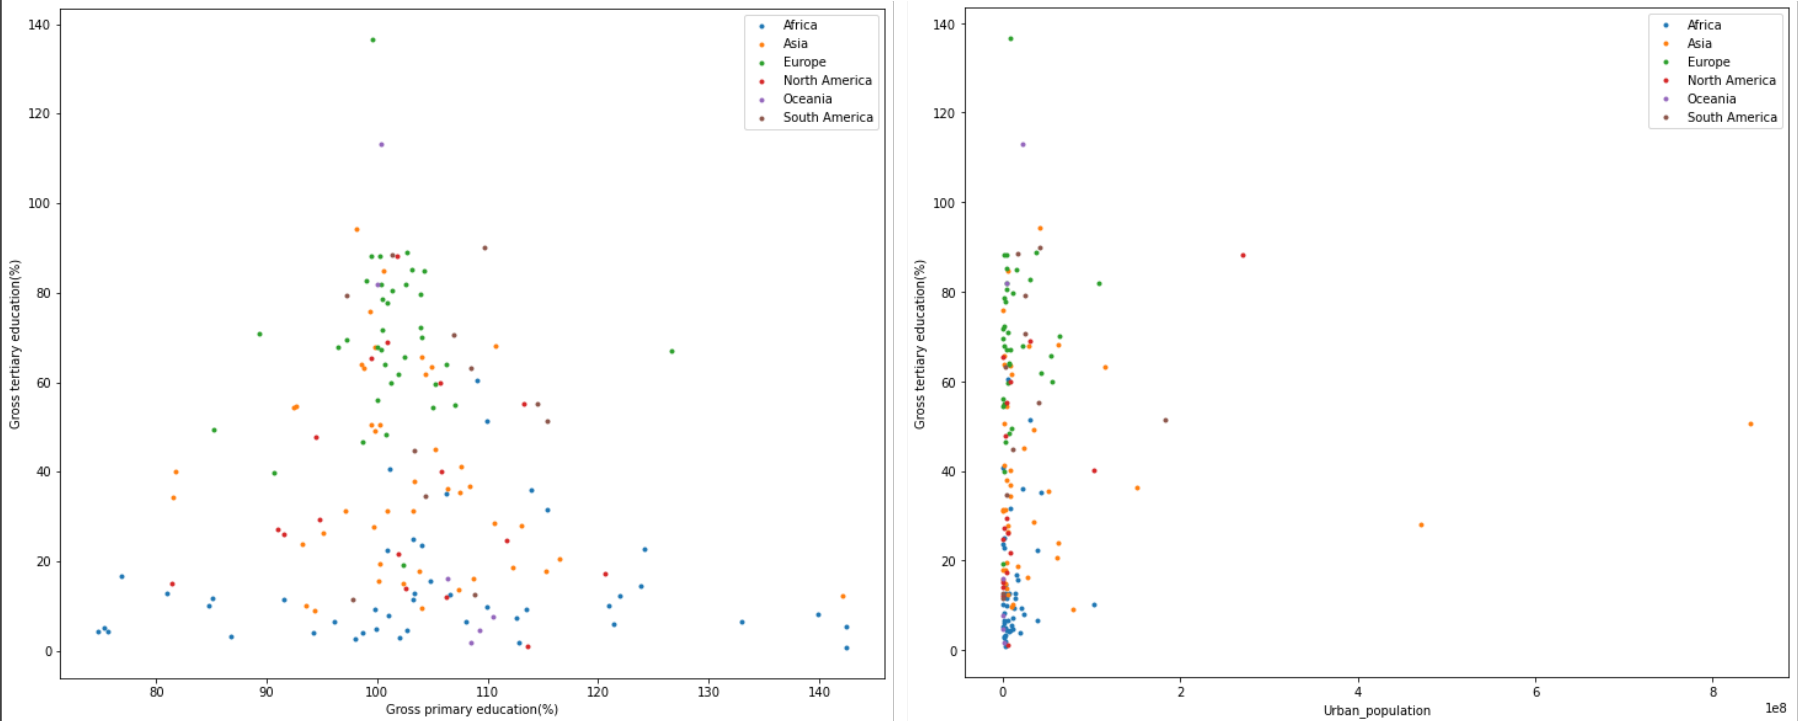 140
120
100
80
60
40
20
0
Gross tertiary education(%)
80 90 100 110 120 130 140
Gross primary education(%)
Africa
Asia
Europe
North America
Oceania
South America
140
120
100
80
60
40
20
0
Gross tertiary education(%)
0 2 4 6 8
1e8
Urban_population
Africa
Asia
Europe
North America
Oceania
South America